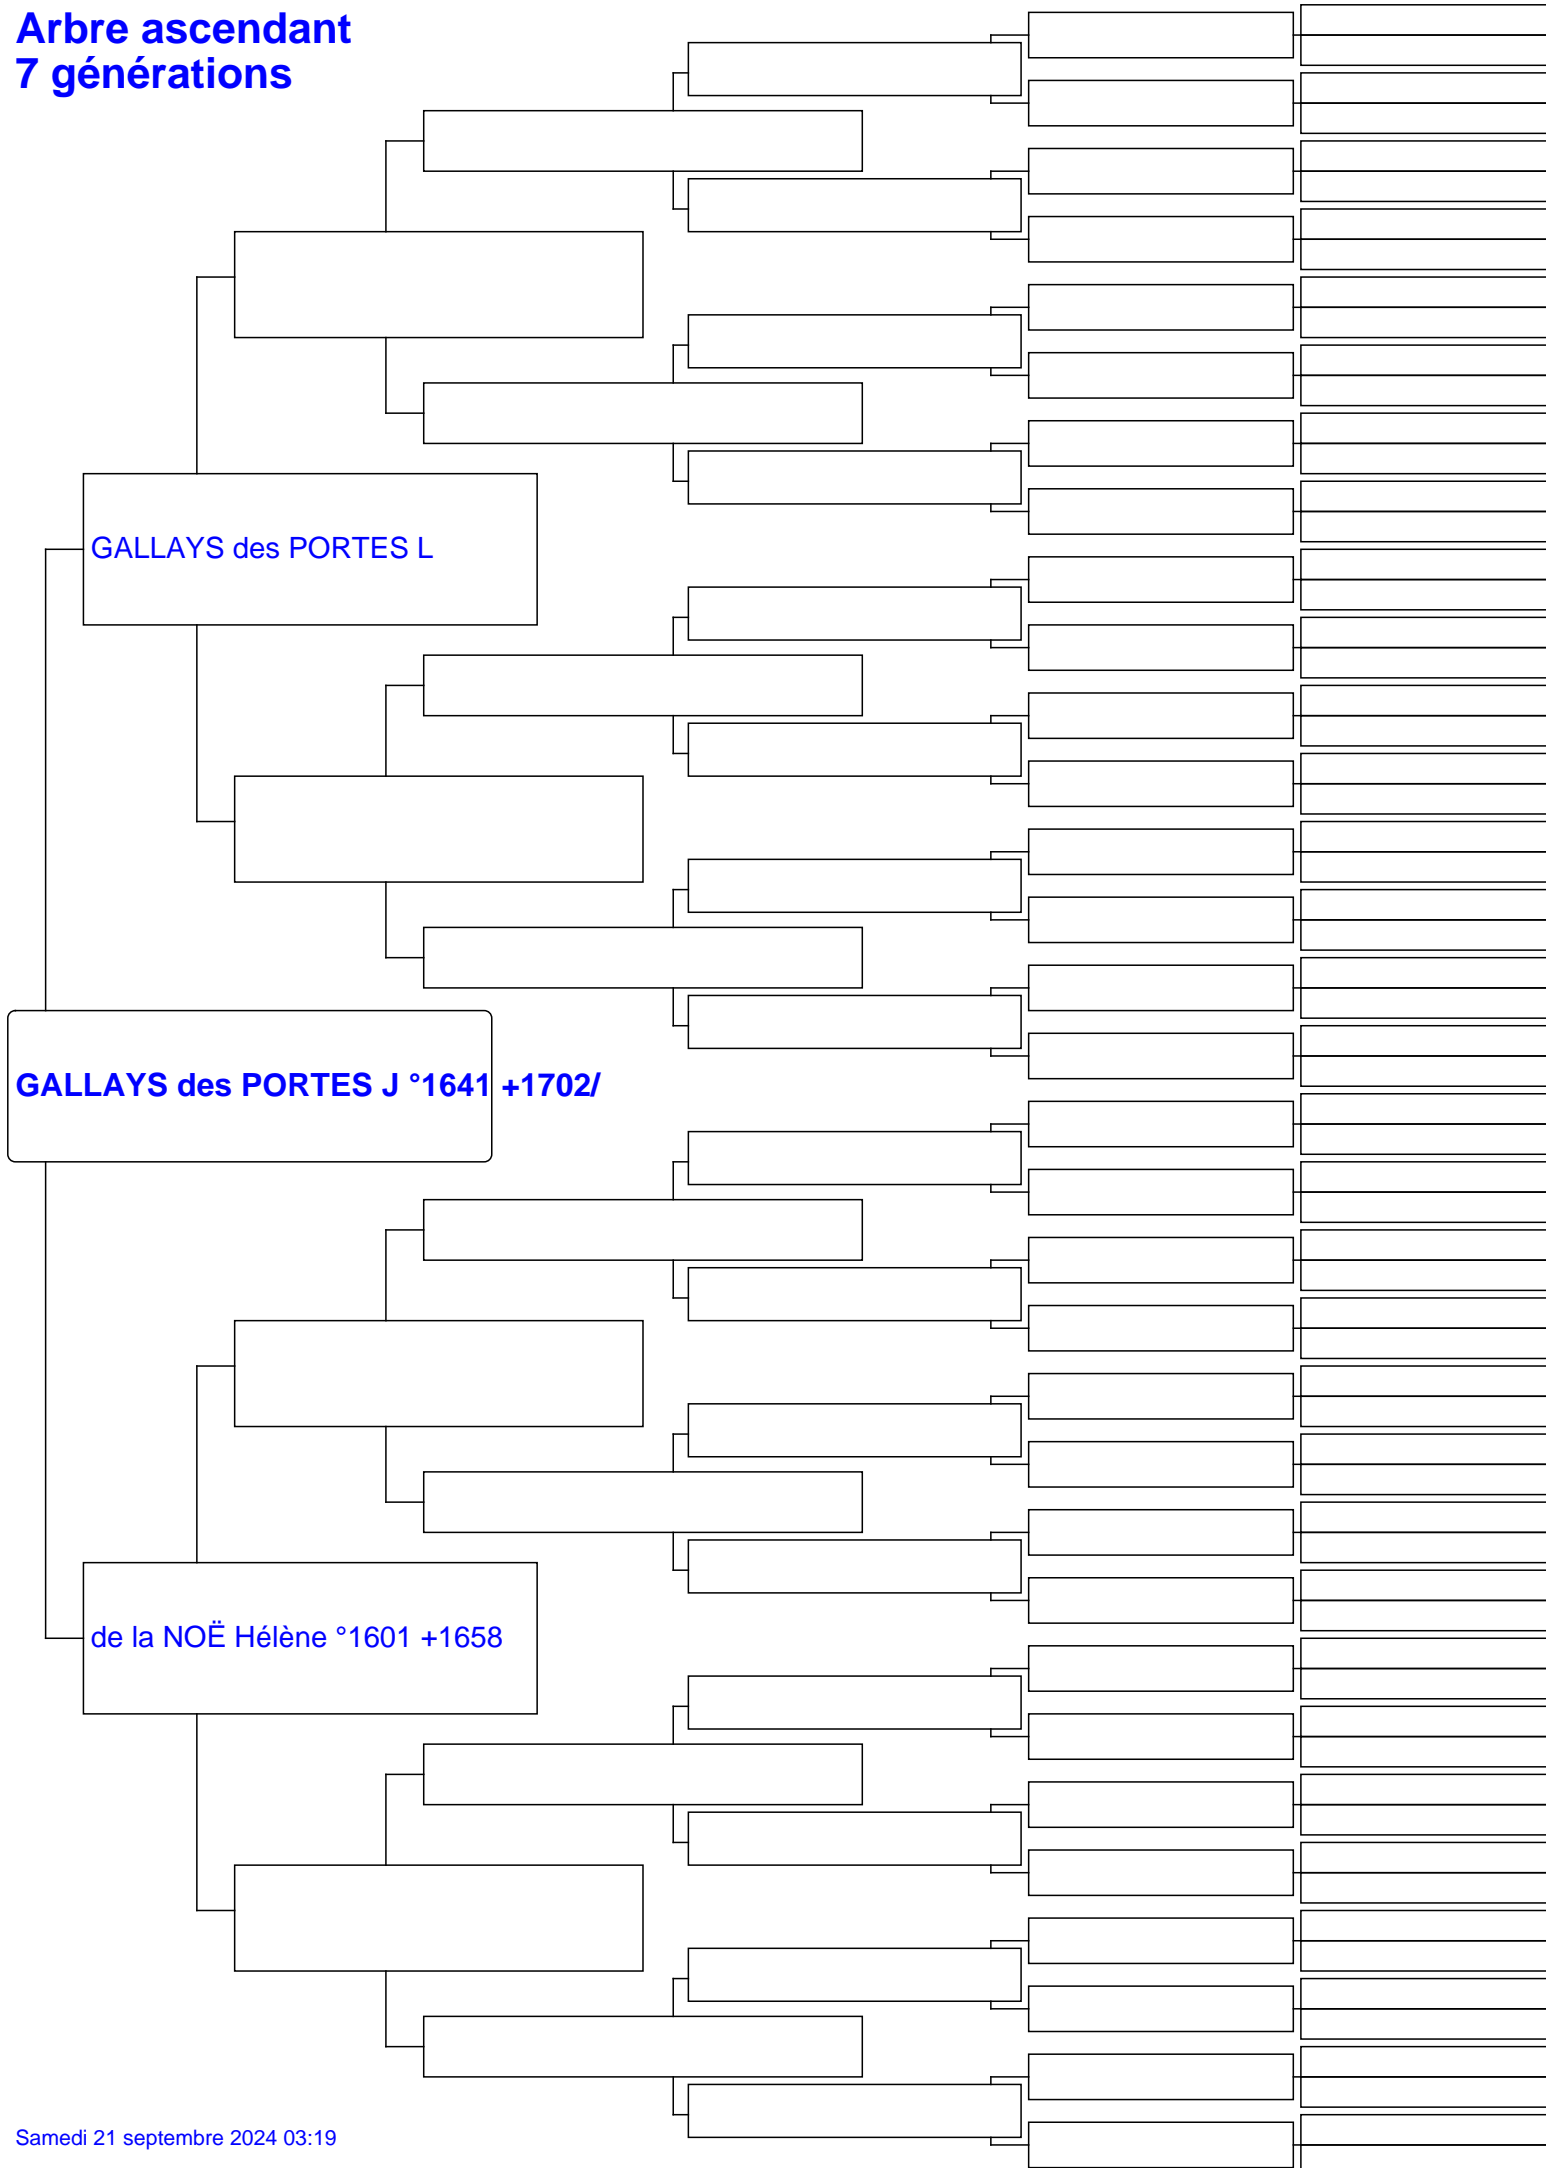 Arbre ascendant
7 générations
GALLAYS des PORTES L
GALLAYS des PORTES J °1641 +1702/
de la NOË Hélène °1601 +1658
Samedi 21 septembre 2024 03:19